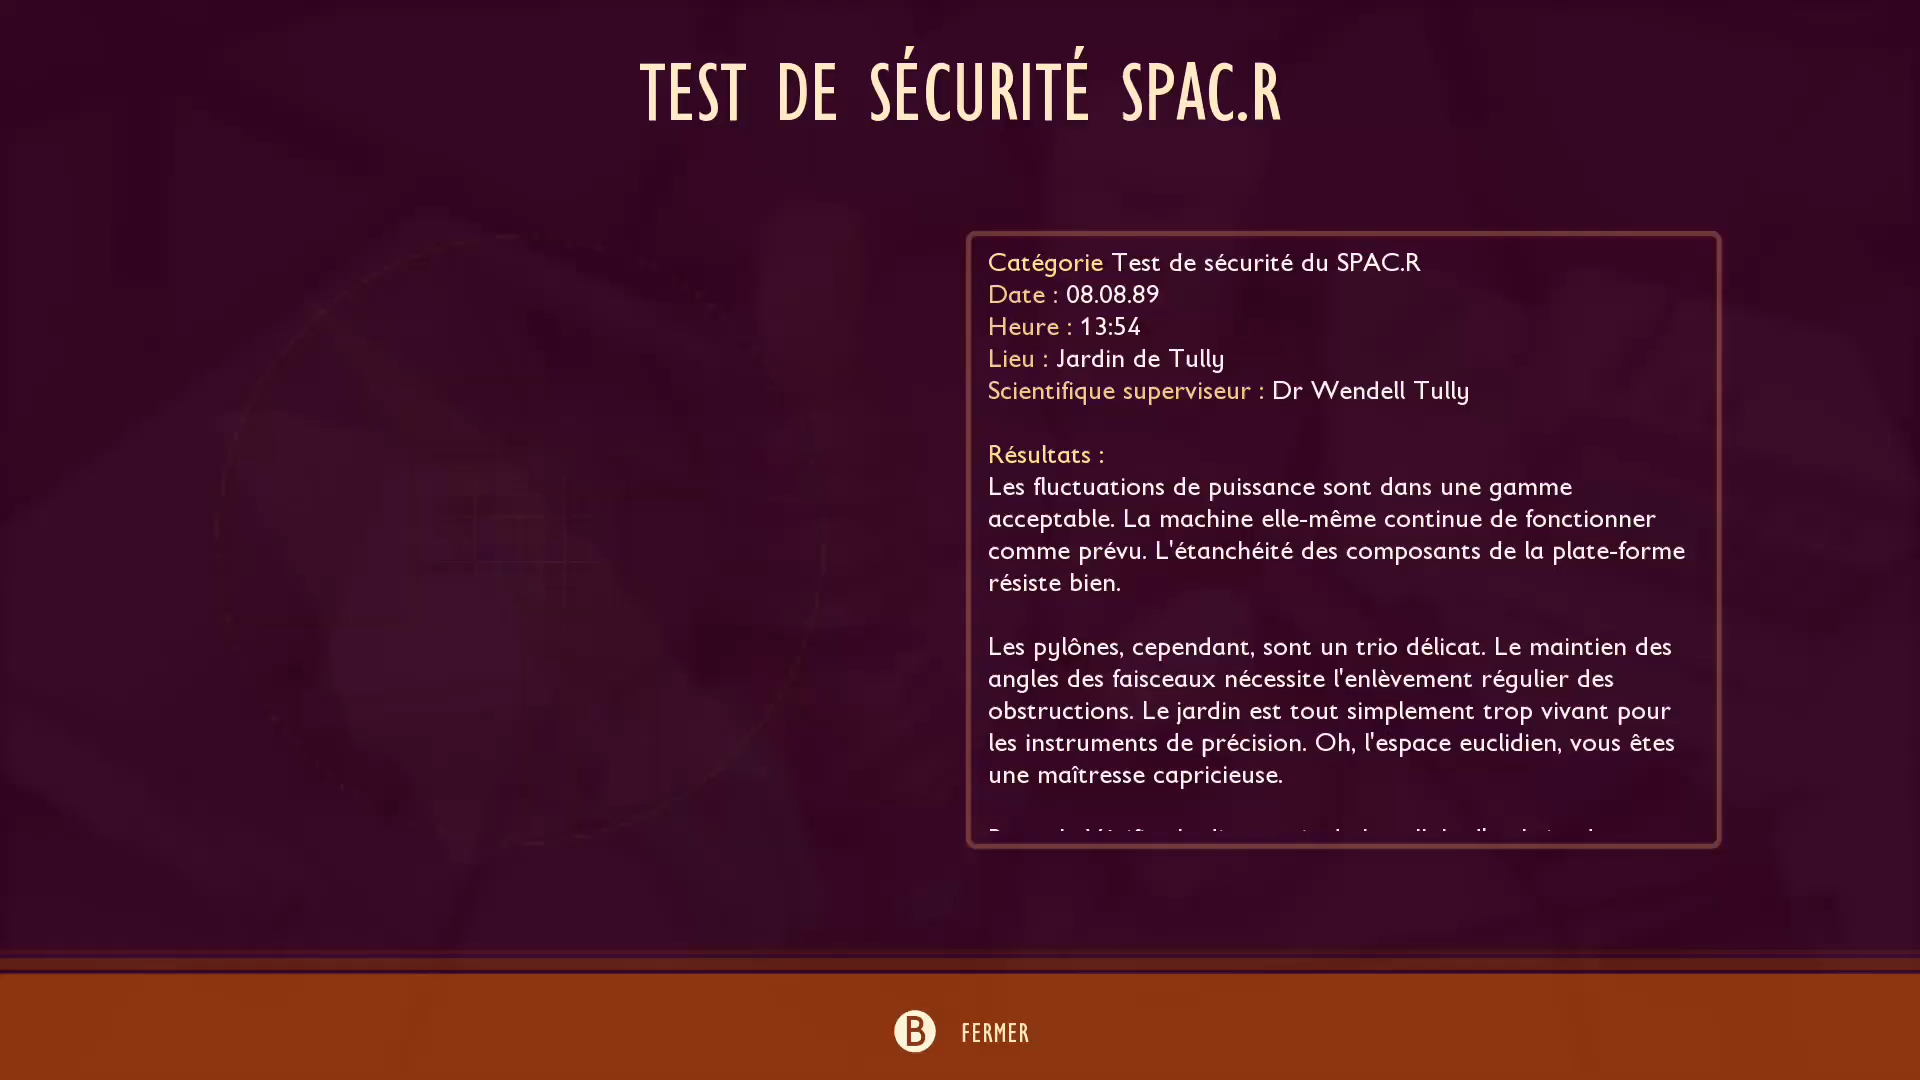 TEST DE SÉCURITÉ SPAC.R
Catégorie Test de sécurité du SPAC.R
Date : 08.08.89
Heure : 13:54
Lieu : Jardin de Tully
Scientifique superviseur : Dr Wendell Tully
Résultats :
Les fluctuations de puissance sont dans une gamme
acceptable. La machine elle-même continue de fonctionner
comme prévu. L'étanchéité des composants de la plate-forme
résiste bien.
Les pylônes, cependant, sont un trio délicat. Le maintien des
angles des faisceaux nécessite l'enlèvement régulier des
obstructions. Le jardin est tout simplement trop vivant pour
les instruments de précision. Oh, l'espace euclidien, vous êtes
une maîtresse capricieuse.
B FERMER